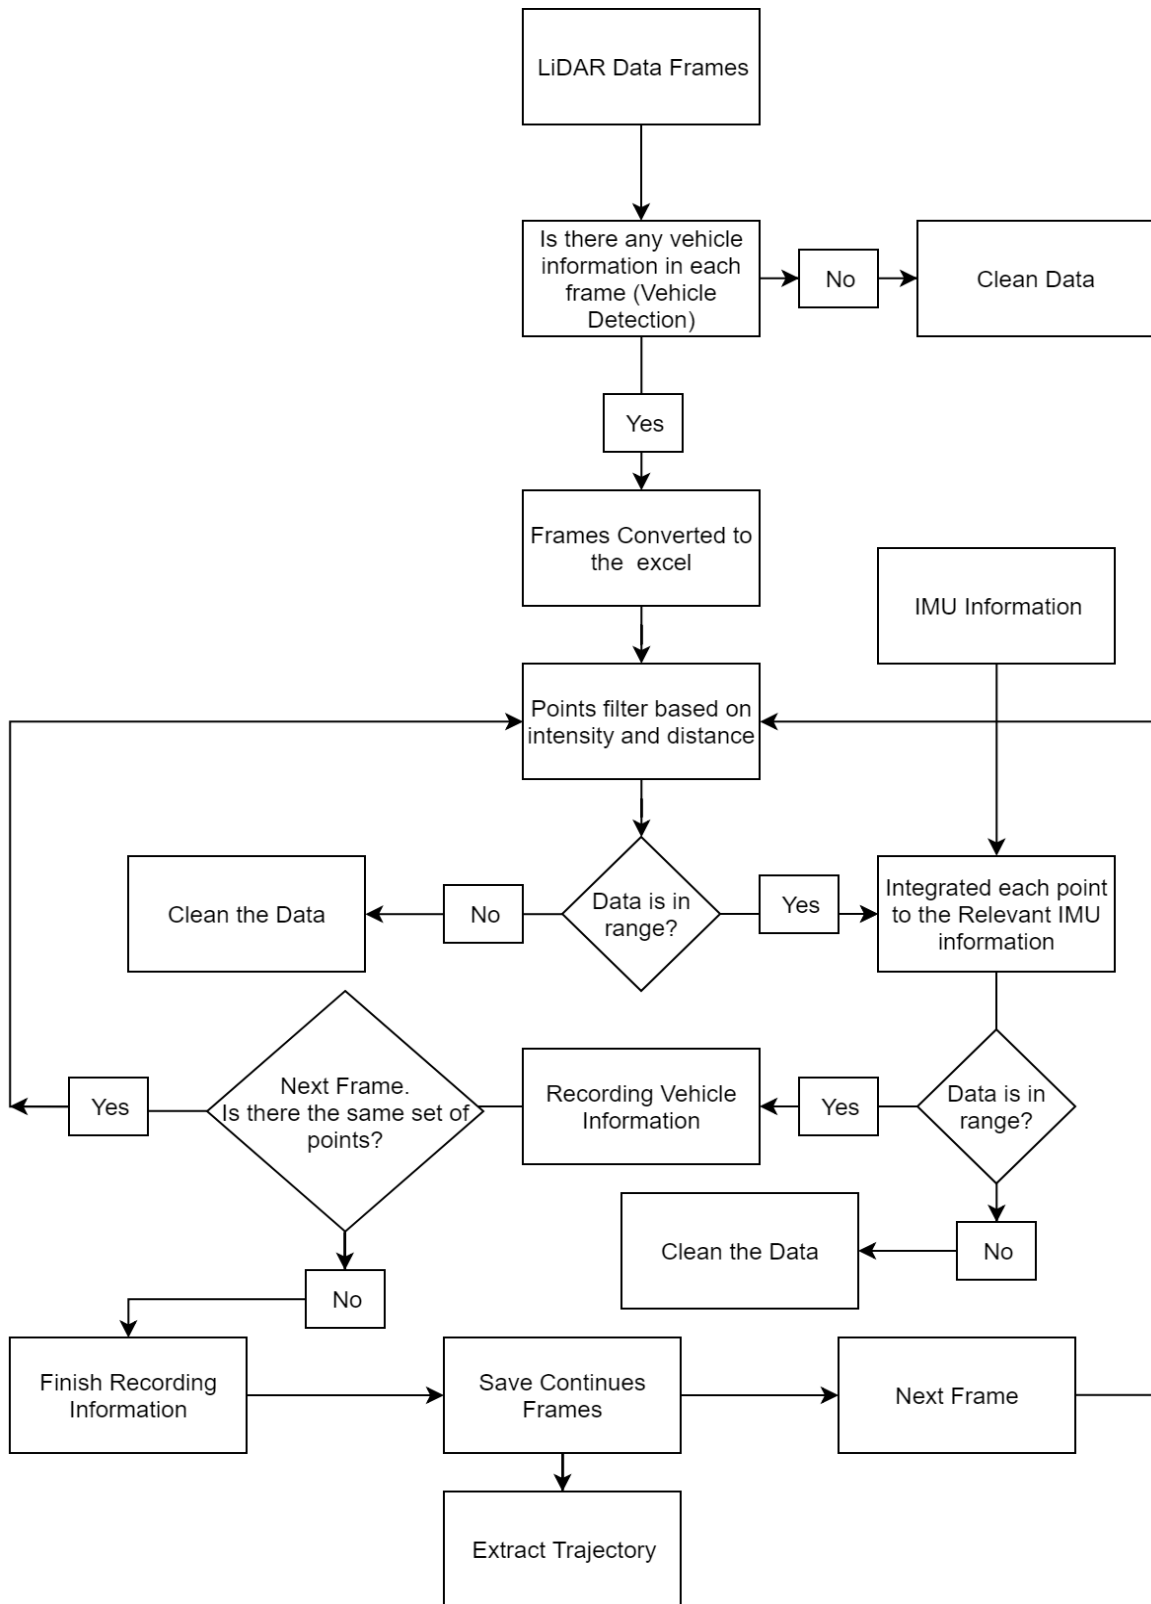 LiDAR Data Frames
Is there any vehicle
information in each
frame (Vehicle
Detection)
No
Clean Data
Yes
Frames Converted to
the excel
IMU Information
Points filter based on
intensity and distance
Clean the Data
No
Data is in
range?
Yes
Integrated each point
to the Relevant IMU
information
Yes
Next Frame.
Is there the same set of
points?
Recording Vehicle
Information
Yes
Data is in
range?
Clean the Data
No
No
Finish Recording
Information
Save Continues
Frames
Next Frame
Extract Trajectory